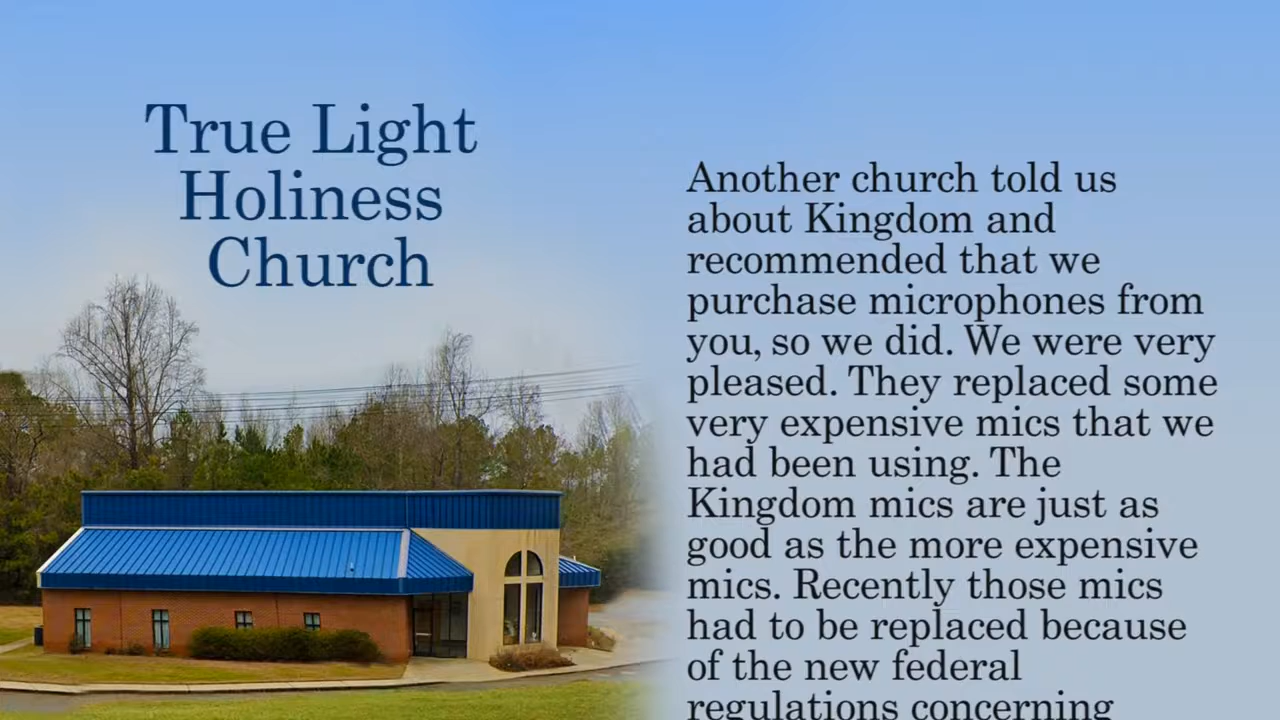 True Light
Holiness
Church
Another church told us
about Kingdom and
recommended that we
purchase microphones from
you, so we did. We were very
pleased. They replaced some
very expensive mics that we
had been using. The
Kingdom mics are just as
good as the more expensive
mics. Recently those mics
had to be replaced because
of the new federal
regulations concerning